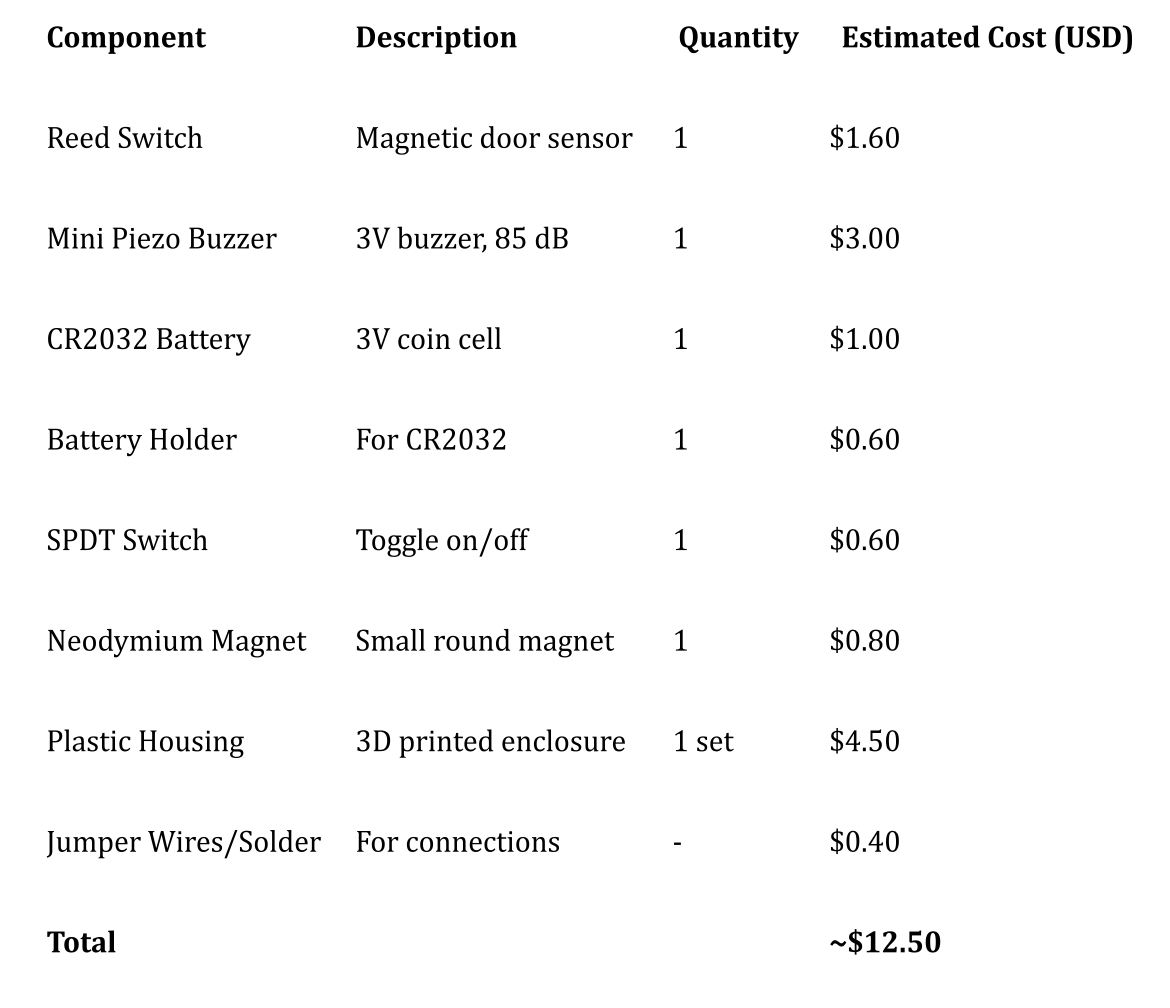 Component Description Quantity Estimated Cost (USD)
Reed Switch Magnetic door sensor 1 $1.60
Mini Piezo Buzzer 3V buzzer, 85 dB 1 $3.00
CR2032 Battery 3V coin cell 1 $1.00
Battery Holder For CR2032 1 $0.60
SPDT Switch Toggle on/off 1 $0.60
Neodymium Magnet Small round magnet 1 $0.80
Plastic Housing 3D printed enclosure 1 set $4.50
Jumper Wires/Solder For connections - $0.40
Total ~$12.50